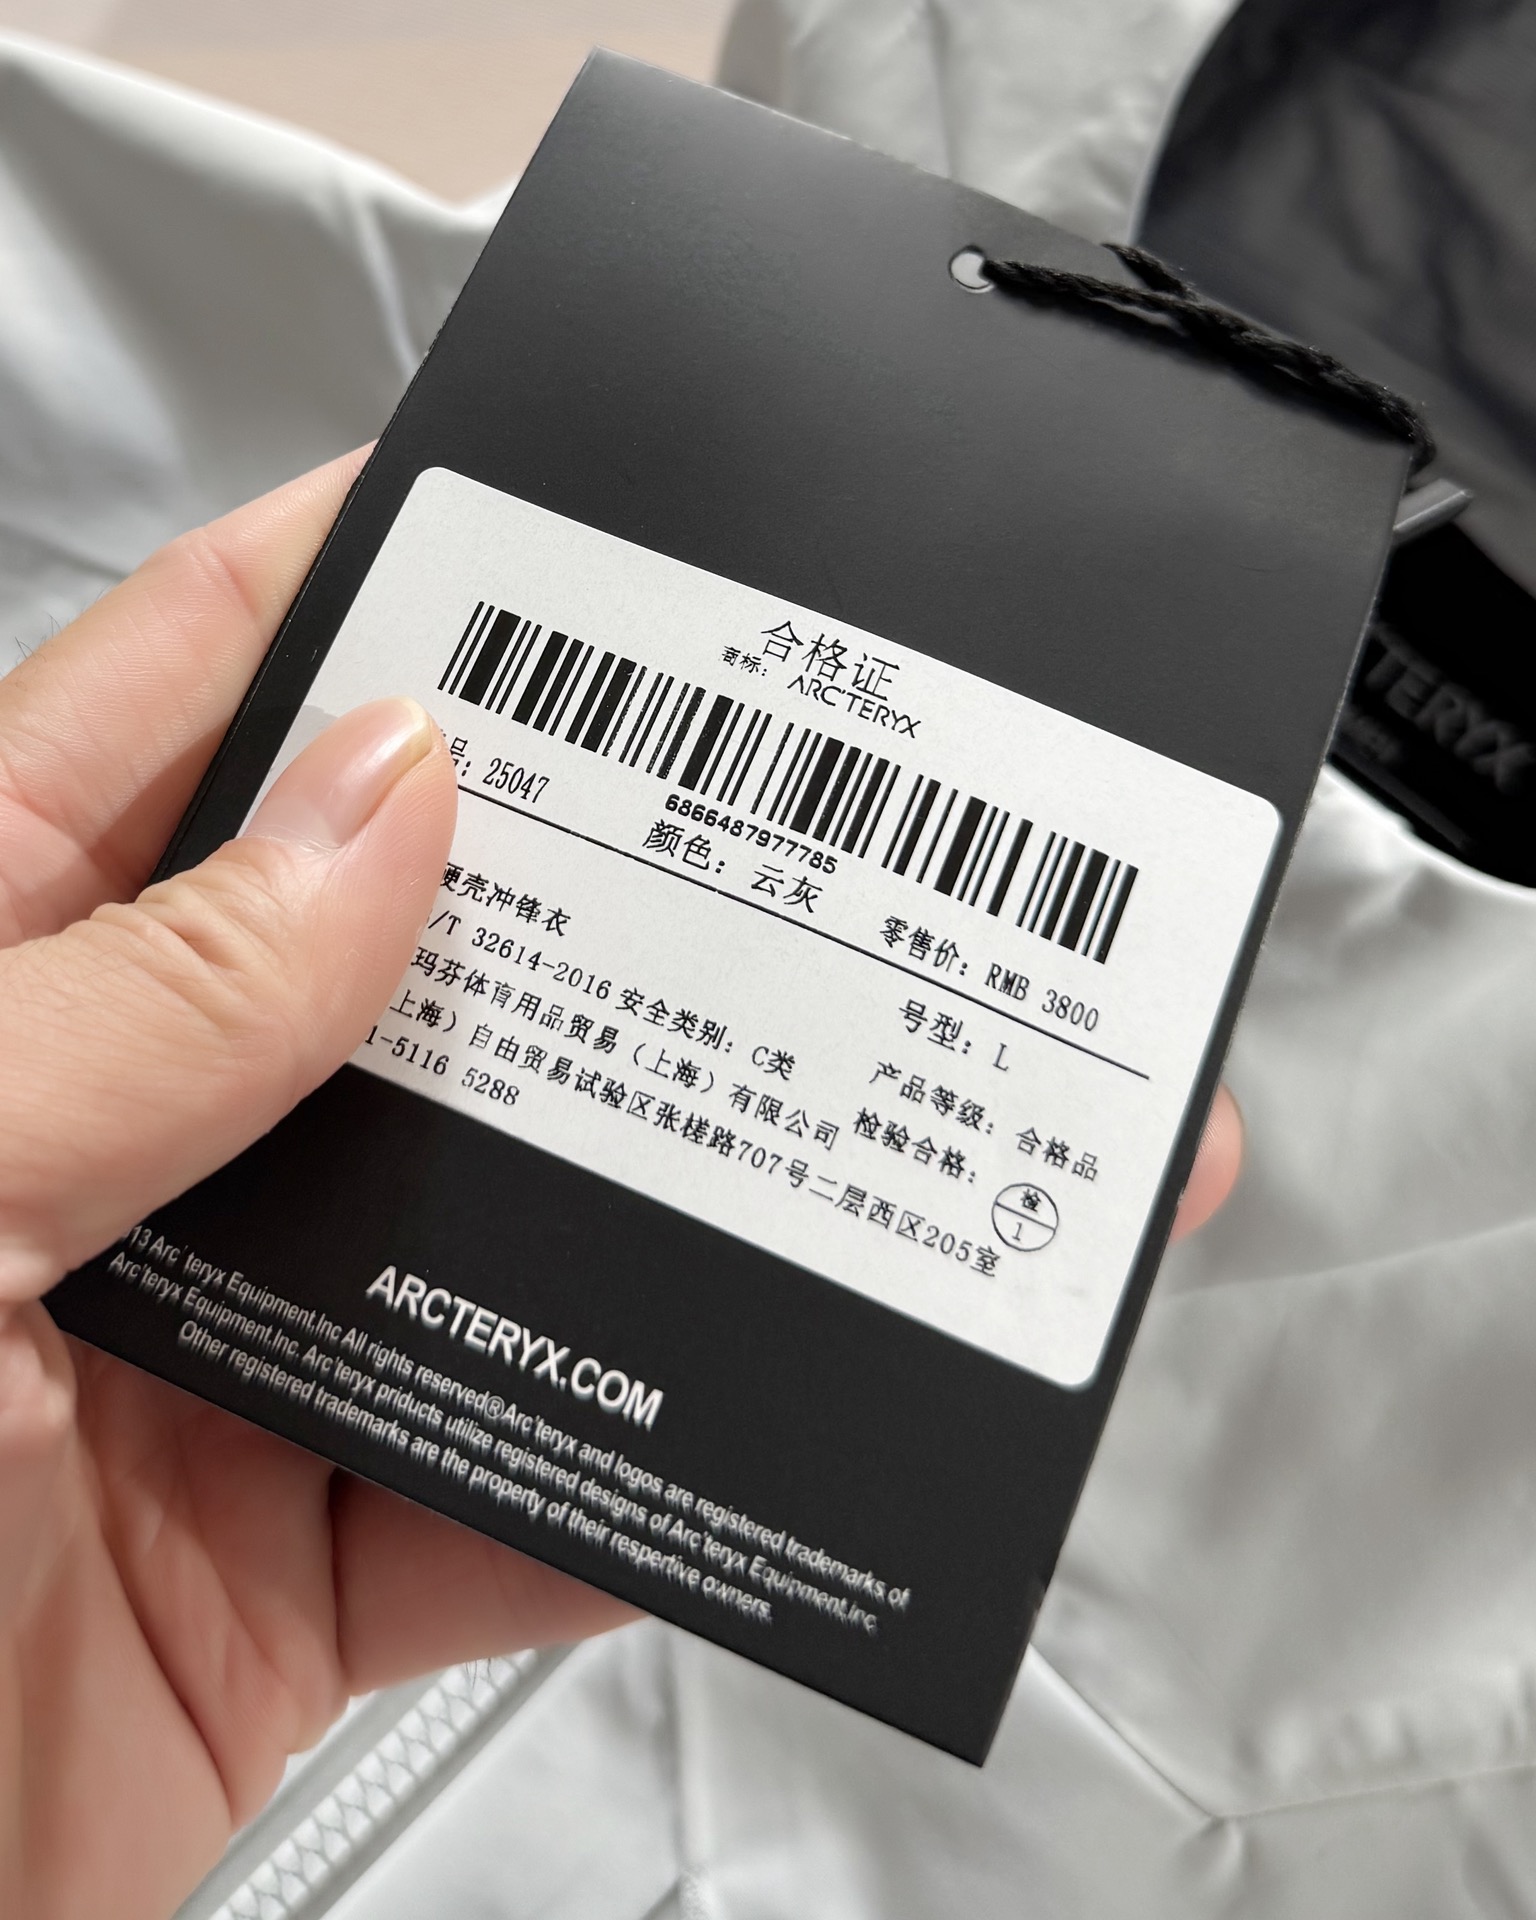 合格证
商标: ARC'TERYX
号: 25047
6866487977785
颜色: 云灰
零售价: RMB 3800
硬壳冲锋衣
号型: L
/T 32614-2016 安全类别: C类
产品等级: 合格品
玛芬体育用品贸易(上海)有限公司
检验合格: 检 1
上海)自由贸易试验区张槎路707号二层西区205室
1-5116 5288
ARCTERYX.COM
13 Arc'teryx Equipment,Inc All rights reserved®Arc'teryx and logos are registered trademarks of
Arc'teryx Equipment.Inc. Arc'teryx priducts utilize registered designs of Arc'teryx Equipment,Inc.
Other registered trademarks are the property of their respertive owners.
TERYX